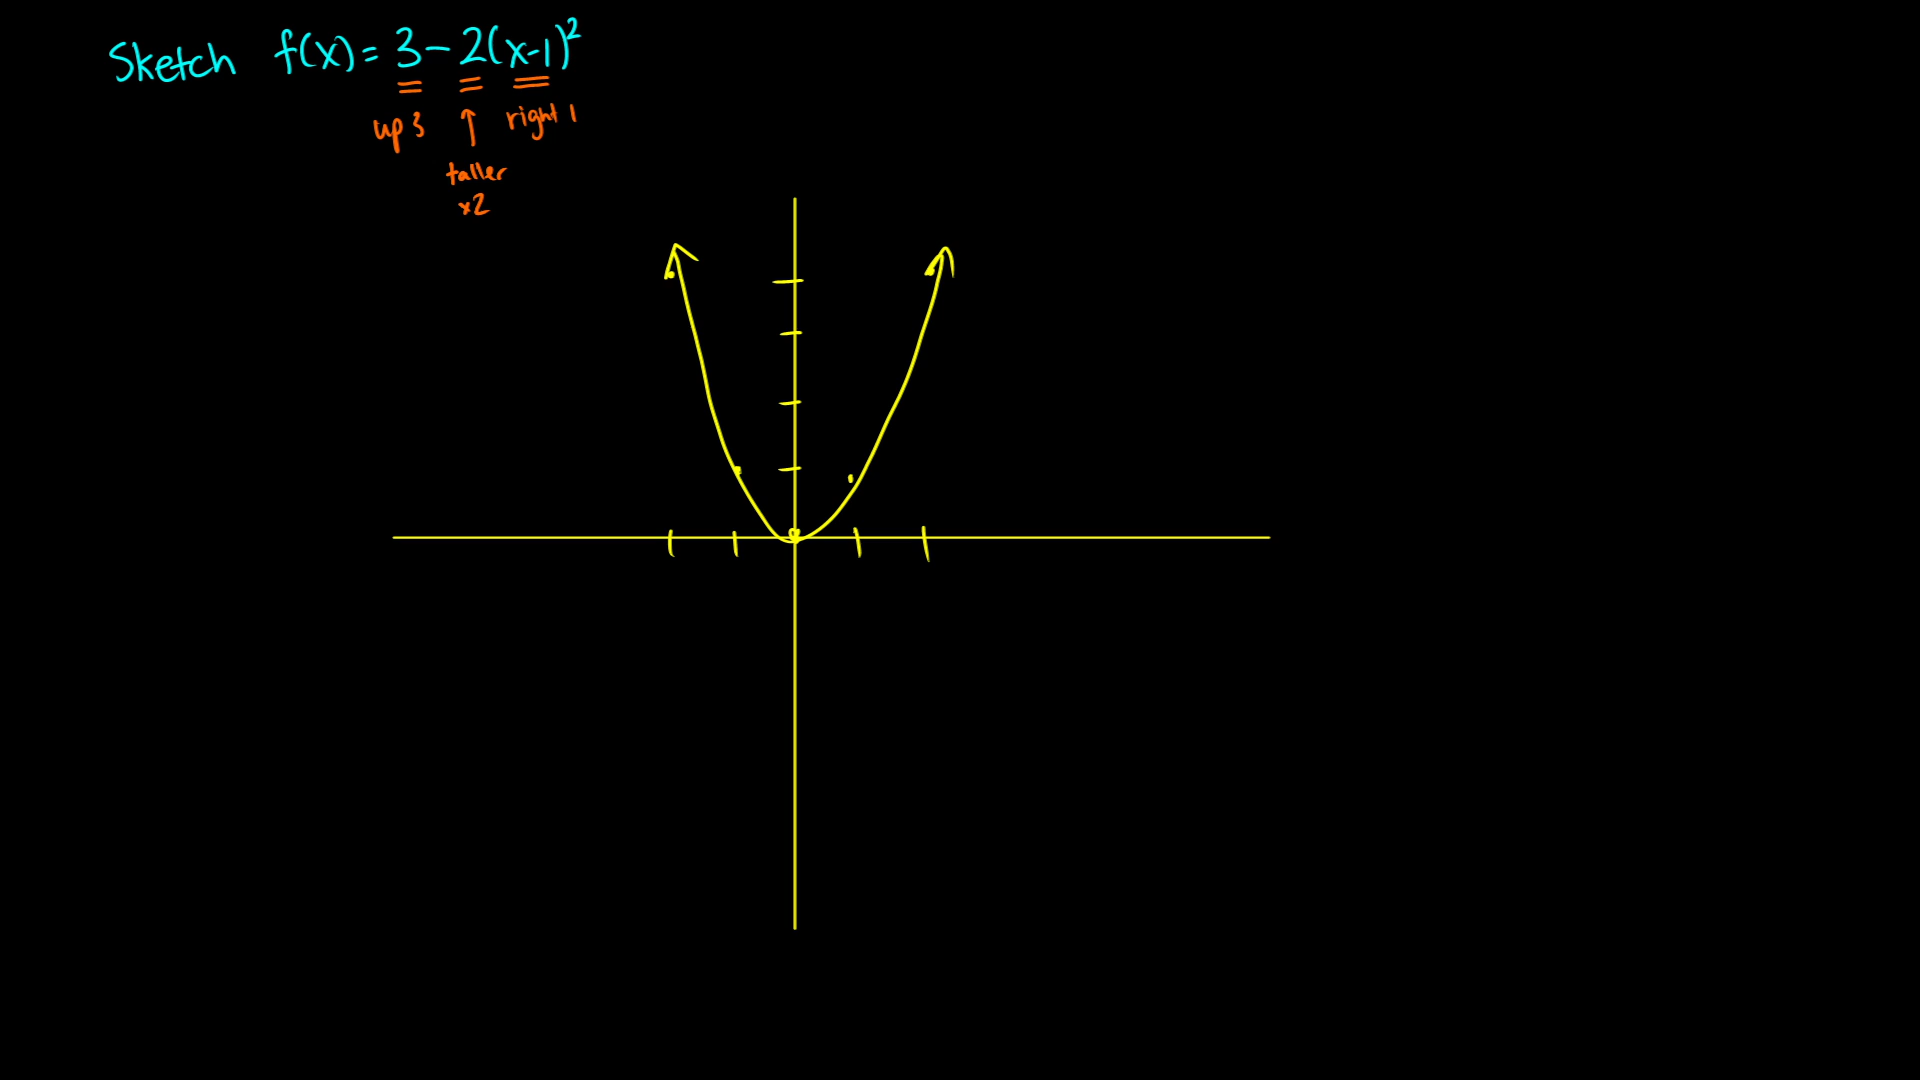 Sketch f(x) = 3 - 2(x-1)²
up 3 ↑ right 1
taller
x2